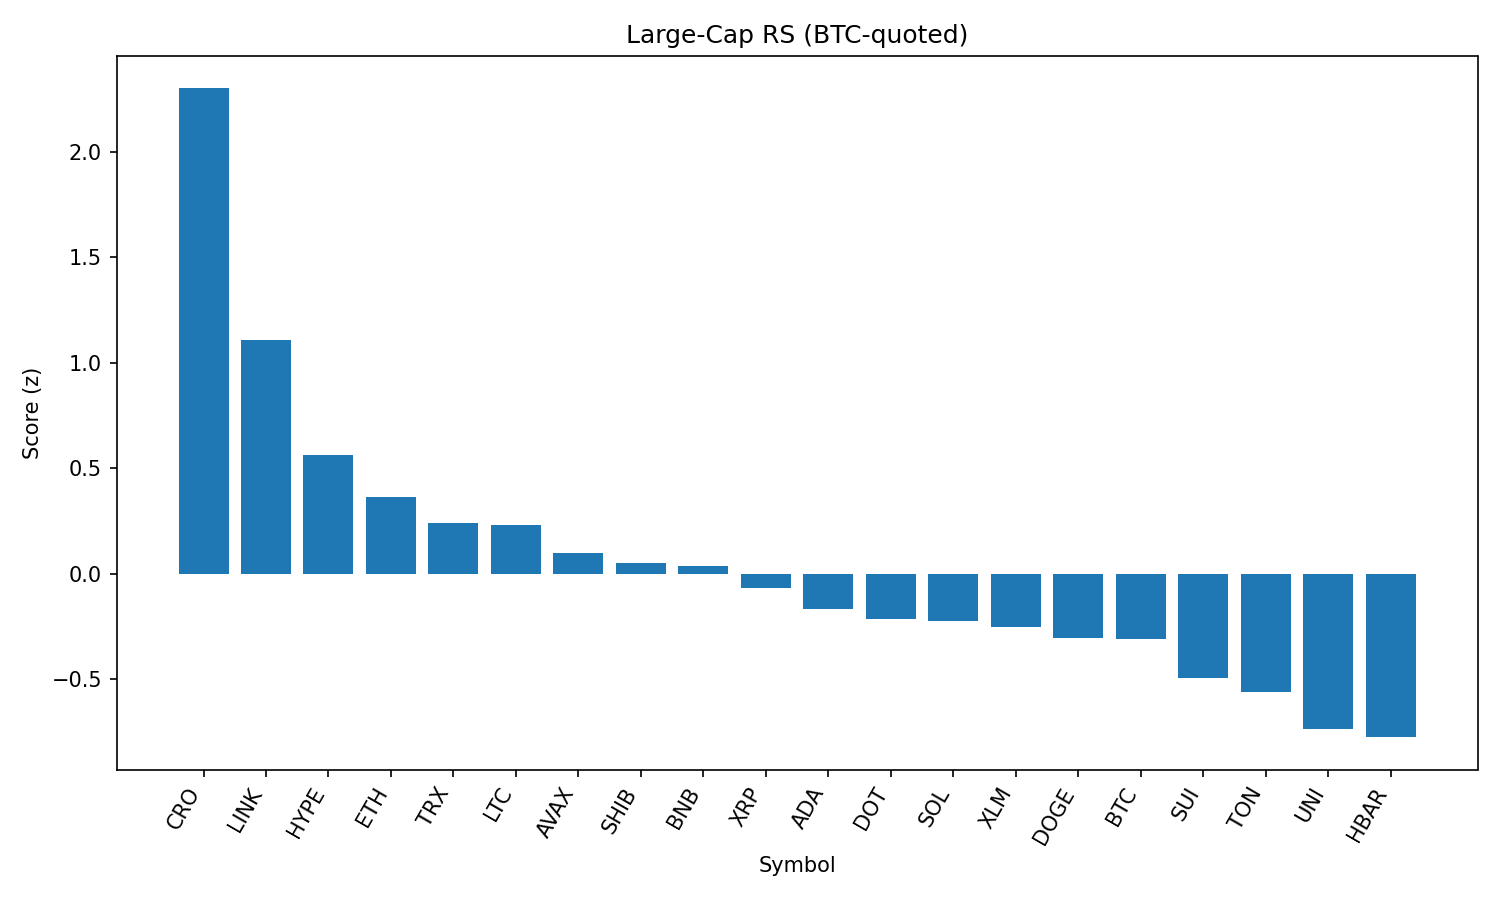 Large-Cap RS (BTC-quoted)
Score (z)
2.0
1.5
1.0
0.5
0.0
−0.5
CRO
LINK
HYPE
ETH
TRX
LTC
AVAX
SHIB
BNB
XRP
ADA
DOT
SOL
XLM
DOGE
BTC
SUI
TON
UNI
HBAR
Symbol